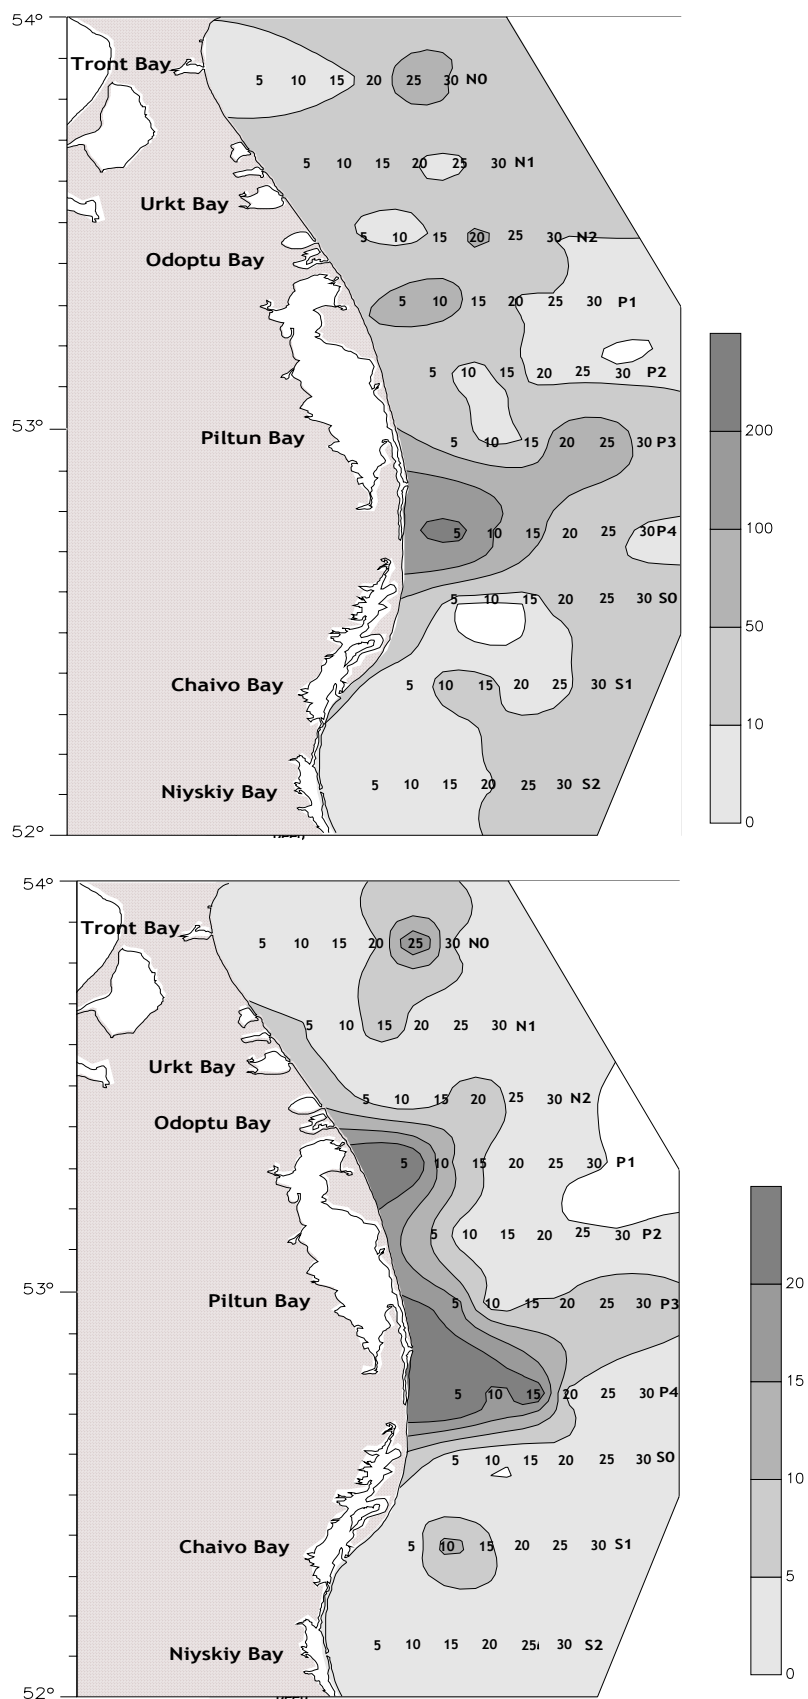 54°
Tront Bay
5 10 15 20 25 30 N0
5 10 15 20 25 30 N1
Urkt Bay
5 10 15 20 25 30 N2
Odoptu Bay
5 10 15 20 25 30 P1
5 10 15 20 25 30 P2
53°
Piltun Bay
5 10 15 20 25 30 P3
200
5 10 15 20 25 30 P4
100
5 10 15 20 25 30 S0
50
Chaivo Bay
5 10 15 20 25 30 S1
10
Niyskiy Bay
5 10 15 20 25 30 S2
0
52°
54°
Tront Bay
5 10 15 20 25 30 N0
5 10 15 20 25 30 N1
Urkt Bay
5 10 15 20 25 30 N2
Odoptu Bay
5 10 15 20 25 30 P1
5 10 15 20 25 30 P2
53°
20
Piltun Bay
5 10 15 20 25 30 P3
15
5 10 15 20 25 30 P4
5 10 15 20 25 30 S0
10
Chaivo Bay
5 10 15 20 25 30 S1
5
Niyskiy Bay
5 10 15 20 25 30 S2
0
52°